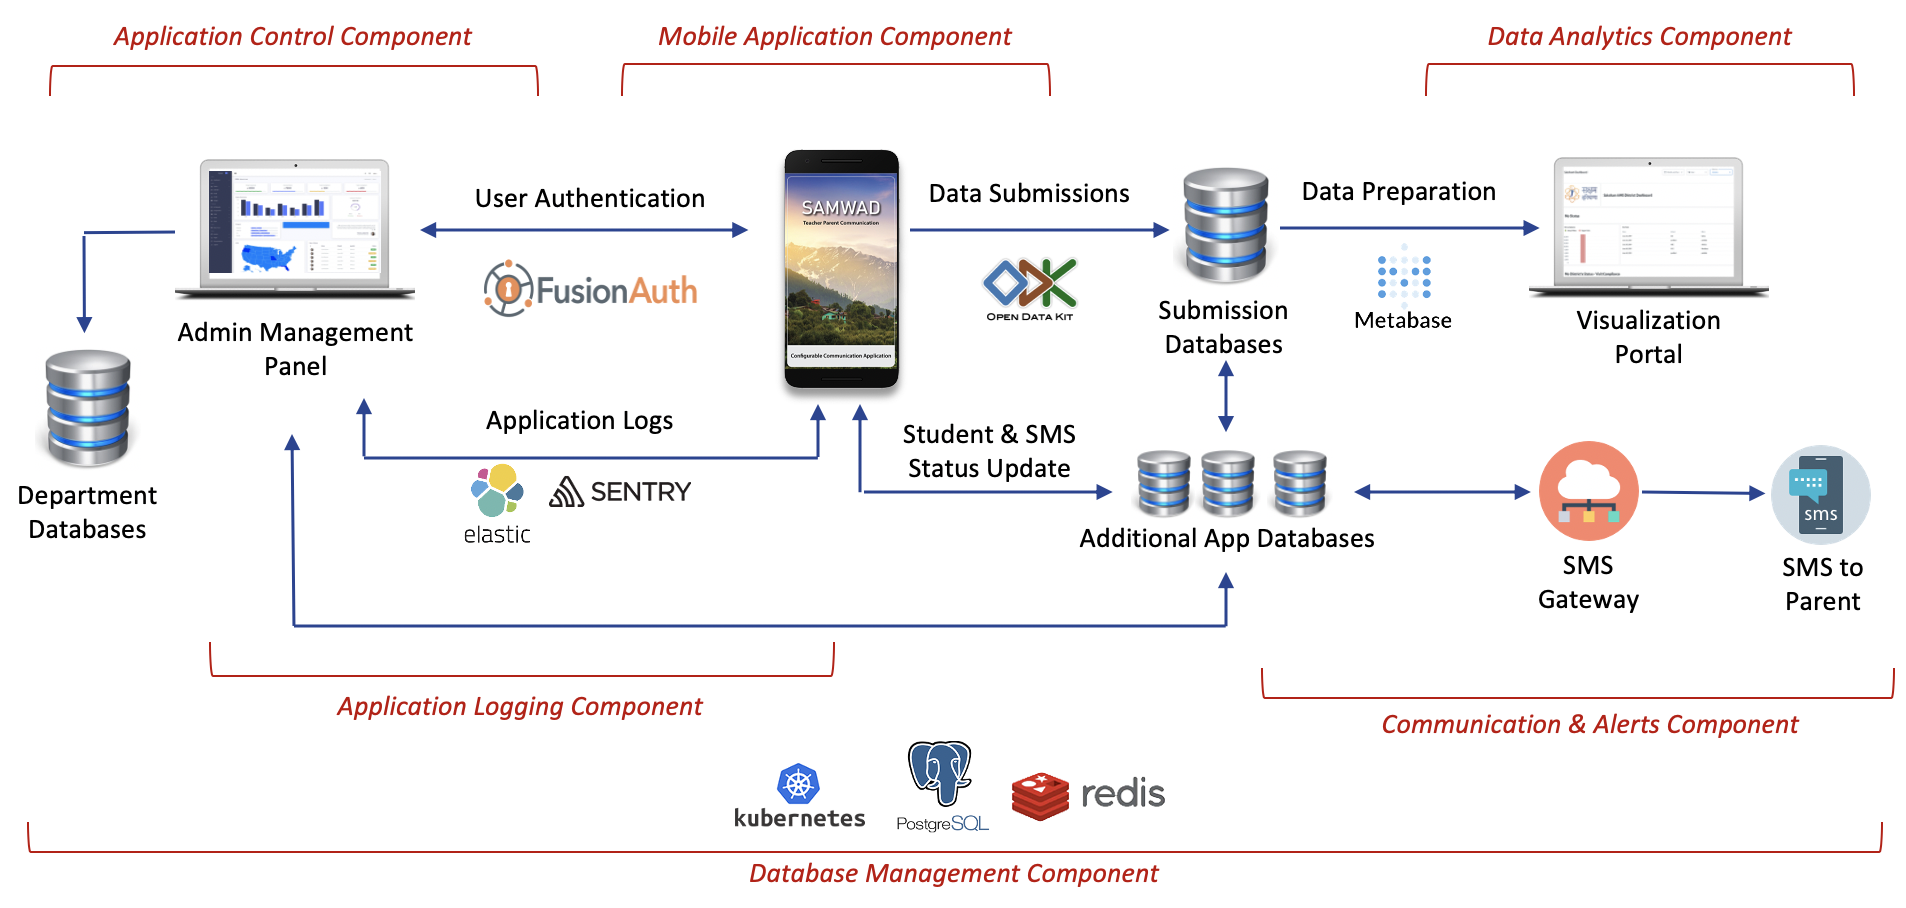 Application Control Component
Mobile Application Component
Data Analytics Component
User Authentication
FusionAuth
SAMWAD
Teacher Parent Communication
Configurable Communication Application
Data Submissions
OPEN DATA KIT
Data Preparation
Metabase
Admin Management
Panel
Submission
Databases
Visualization
Portal
Department
Databases
Application Logs
elastic
SENTRY
Student & SMS
Status Update
Additional App Databases
SMS
Gateway
sms
SMS to
Parent
Application Logging Component
Communication & Alerts Component
kubernetes
PostgreSQL
redis
Database Management Component